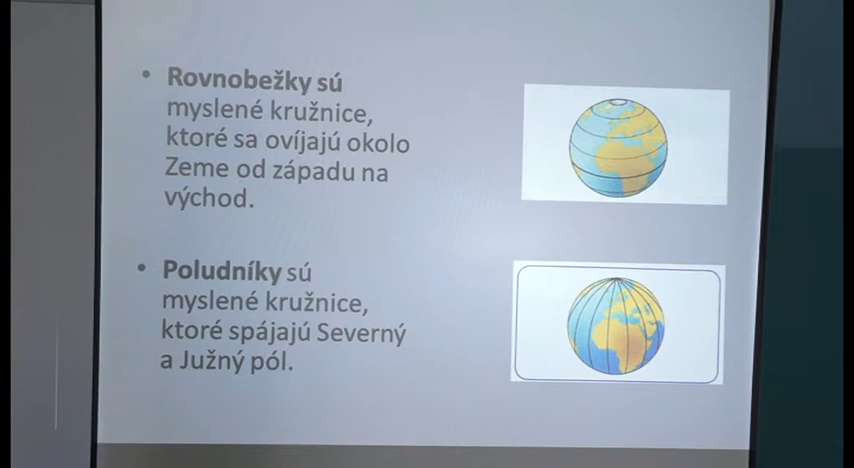 • Rovnobežky sú
myslené kružnice,
ktoré sa ovíjajú okolo
Zeme od západu na
východ.
• Poludníky sú
myslené kružnice,
ktoré spájajú Severný
a Južný pól.